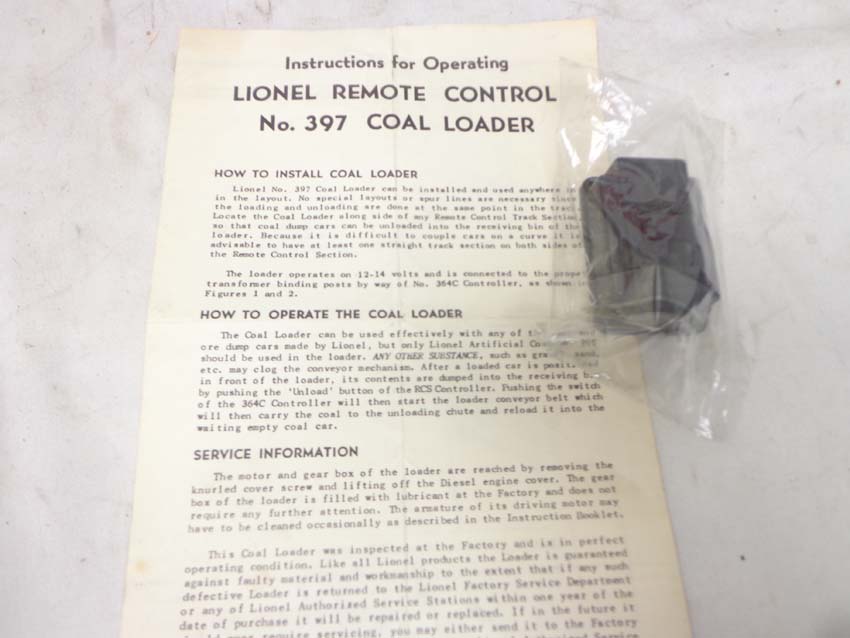 Instructions for Operating
LIONEL REMOTE CONTROL
No. 397 COAL LOADER
HOW TO INSTALL COAL LOADER
Lionel No. 397 Coal Loader can be installed and used anywhere in
in the layout. No special layouts or spur lines are necessary since
the loading and unloading are done at the same point in the track.
Locate the Coal Loader along side of any Remote Control Track Section,
so that coal dump cars can be unloaded into the receiving bin of the
loader. Because it is difficult to couple cars on a curve it is
advisable to have at least one straight track section on both sides of
the Remote Control Section.
The loader operates on 12-14 volts and is connected to the proper
transformer binding posts by way of No. 364C Controller, as shown in
Figures 1 and 2.
HOW TO OPERATE THE COAL LOADER
The Coal Loader can be used effectively with any of the and
ore dump cars made by Lionel, but only Lionel Artificial
should be used in the loader. ANY OTHER SUBSTANCE, such as sand,
etc. may clog the conveyor mechanism. After a loaded car is positioned
in front of the loader, its contents are dumped into the receiving
by pushing the 'Unload' button of the RCS Controller. Pushing the switch
of the 364C Controller will then start the loader conveyor belt which
will then carry the coal to the unloading chute and reload it into the
waiting empty coal car.
SERVICE INFORMATION
The motor and gear box of the loader are reached by removing the
knurled cover screw and lifting off the Diesel engine cover. The gear
box of the loader is filled with lubricant at the Factory and does not
require any further attention. The armature of its driving motor may
have to be cleaned occasionally as described in the Instruction Booklet.
This Coal Loader was inspected at the Factory and is in perfect
operating condition. Like all Lionel products the Loader is guaranteed
against faulty material and workmanship to the extent that if any such
defective Loader is returned to the Lionel Factory Service Department
or any of Lionel Authorized Service Stations within one year of the
date of purchase it will be repaired or replaced. If in the future it
should ever require servicing, you may either send it to the Factory